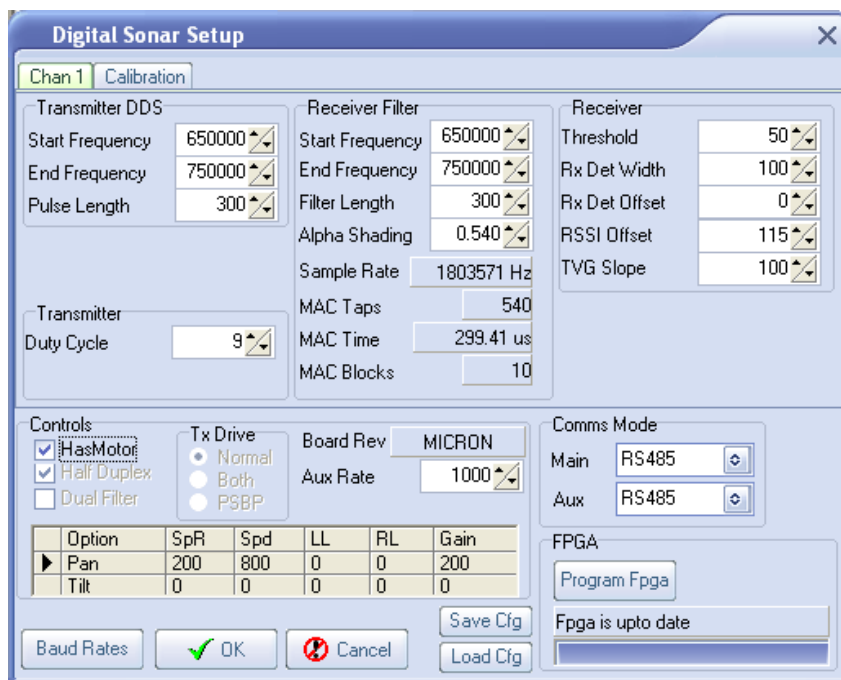 Digital Sonar Setup
Chan 1
Calibration
Transmitter DDS
Start Frequency 650000
End Frequency 750000
Pulse Length 300
Transmitter
Duty Cycle 9
Receiver Filter
Start Frequency 650000
End Frequency 750000
Filter Length 300
Alpha Shading 0.540
Sample Rate 1803571 Hz
MAC Taps 540
MAC Time 299.41 us
MAC Blocks 10
Receiver
Threshold 50
Rx Det Width 100
Rx Det Offset 0
RSSI Offset 115
TVG Slope 100
Controls
HasMotor
Half Duplex
Dual Filter
Tx Drive
Normal
Both
PSBP
Board Rev MICRON
Aux Rate 1000
Option SpR Spd LL RL Gain
Pan 200 800 0 0 200
Tilt 0 0 0 0 0
Comms Mode
Main RS485
Aux RS485
FPGA
Program Fpga
Fpga is upto date
Baud Rates
OK
Cancel
Save Cfg
Load Cfg